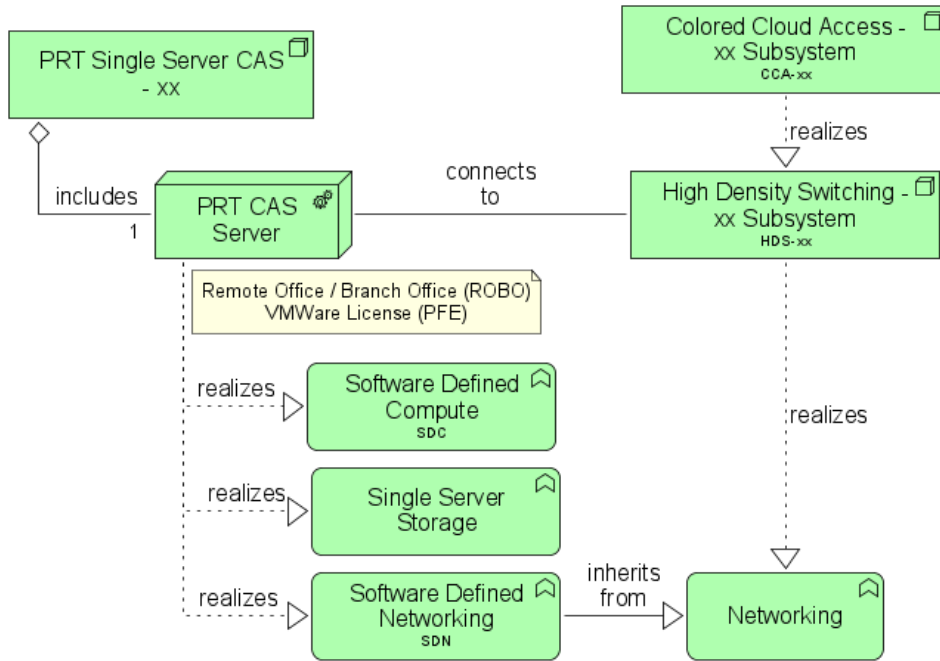 PRT Single Server CAS
- xx
Colored Cloud Access -
xx Subsystem
CCA-xx
realizes
includes
1
PRT CAS
Server
connects
to
High Density Switching -
xx Subsystem
HDS-xx
Remote Office / Branch Office (ROBO)
VMWare License (PFE)
realizes
Software Defined
Compute
SDC
realizes
realizes
Single Server
Storage
realizes
Software Defined
Networking
SDN
inherits
from
Networking